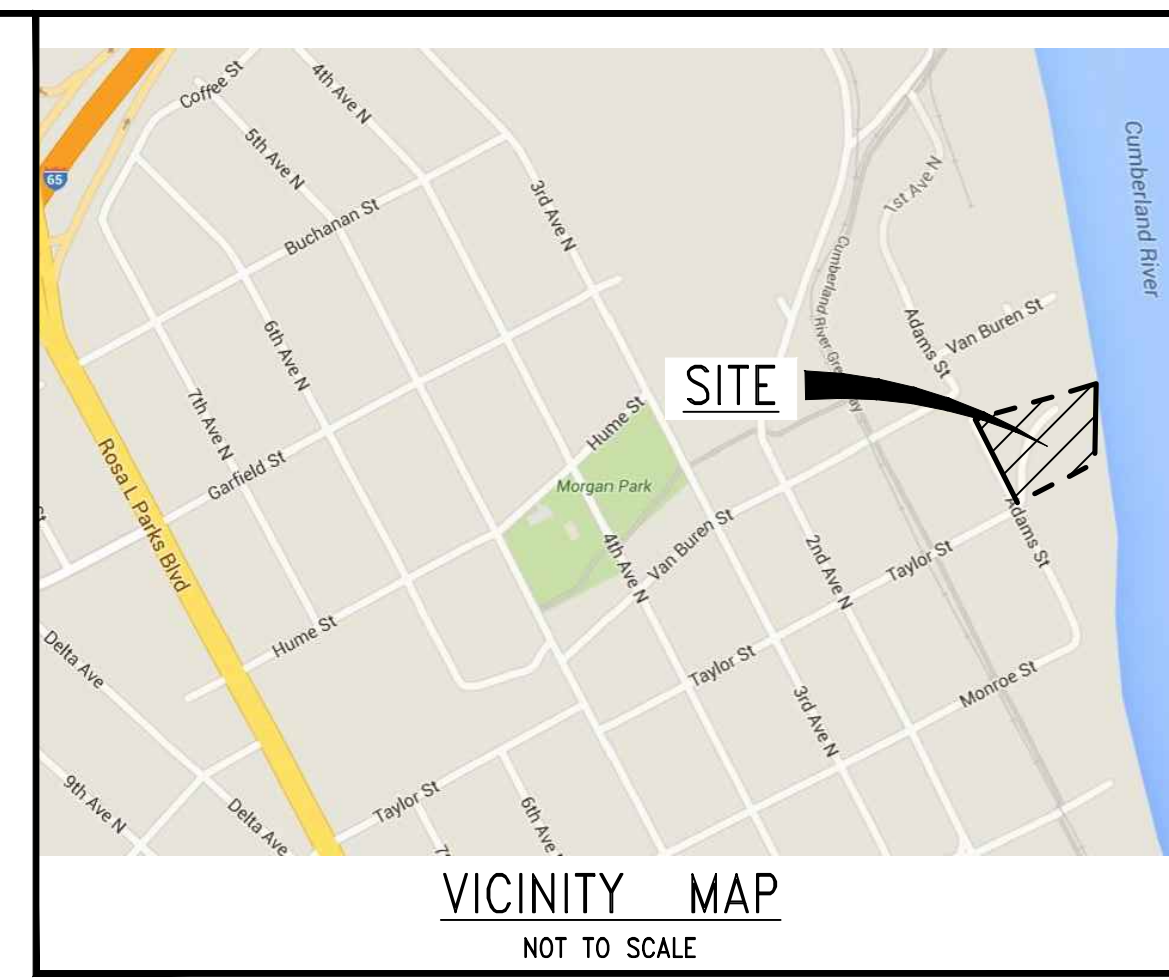 Coffee St
4th Ave N
5th Ave N
65
Buchanan St
3rd Ave N
1st Ave N
Cumberland River
Cumberland River Greenway
Adams St
Van Buren St
6th Ave N
7th Ave N
SITE
Hume St
Rosa L Parks Blvd
Garfield St
Morgan Park
4th Ave N
Van Buren St
2nd Ave N
Taylor St
Adams St
Hume St
Delta Ave
Taylor St
Monroe St
3rd Ave N
9th Ave N
Delta Ave
Taylor St
6th Ave
VICINITY MAP
NOT TO SCALE